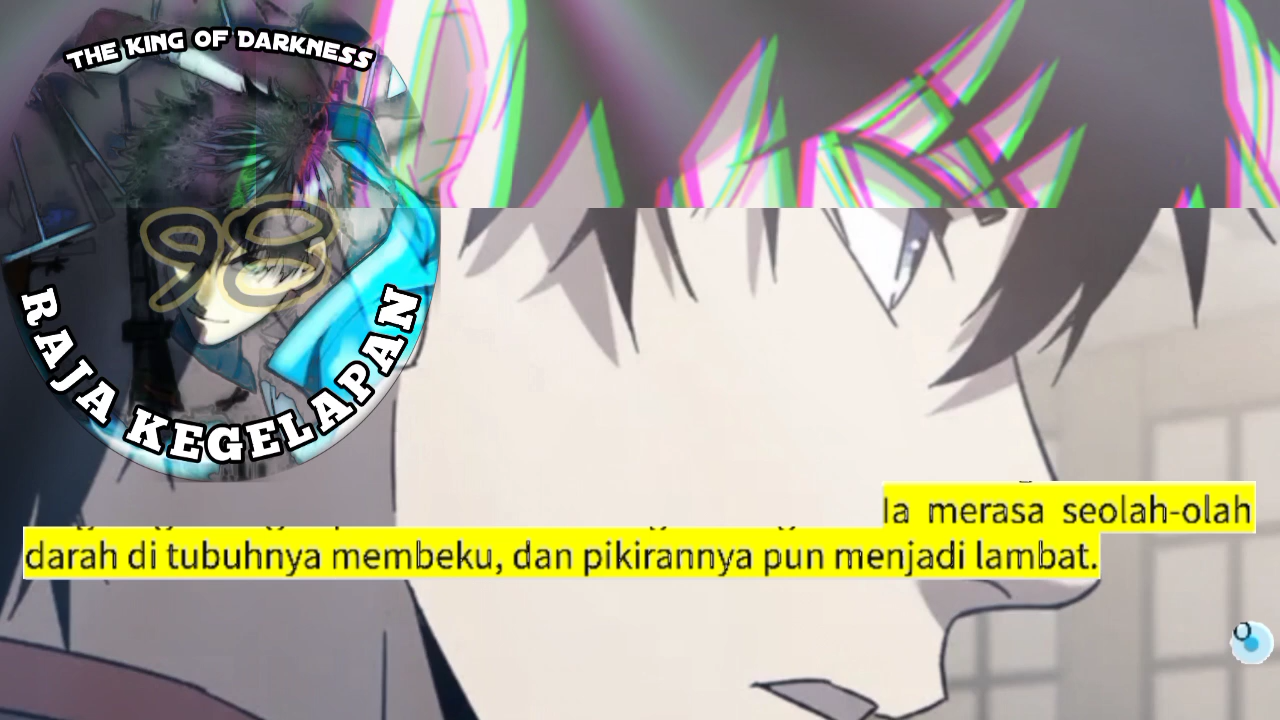 THE KING OF DARKNESS
98
RAJA KEGELAPAN
Ia merasa seolah-olah
darah di tubuhnya membeku, dan pikirannya pun menjadi lambat.